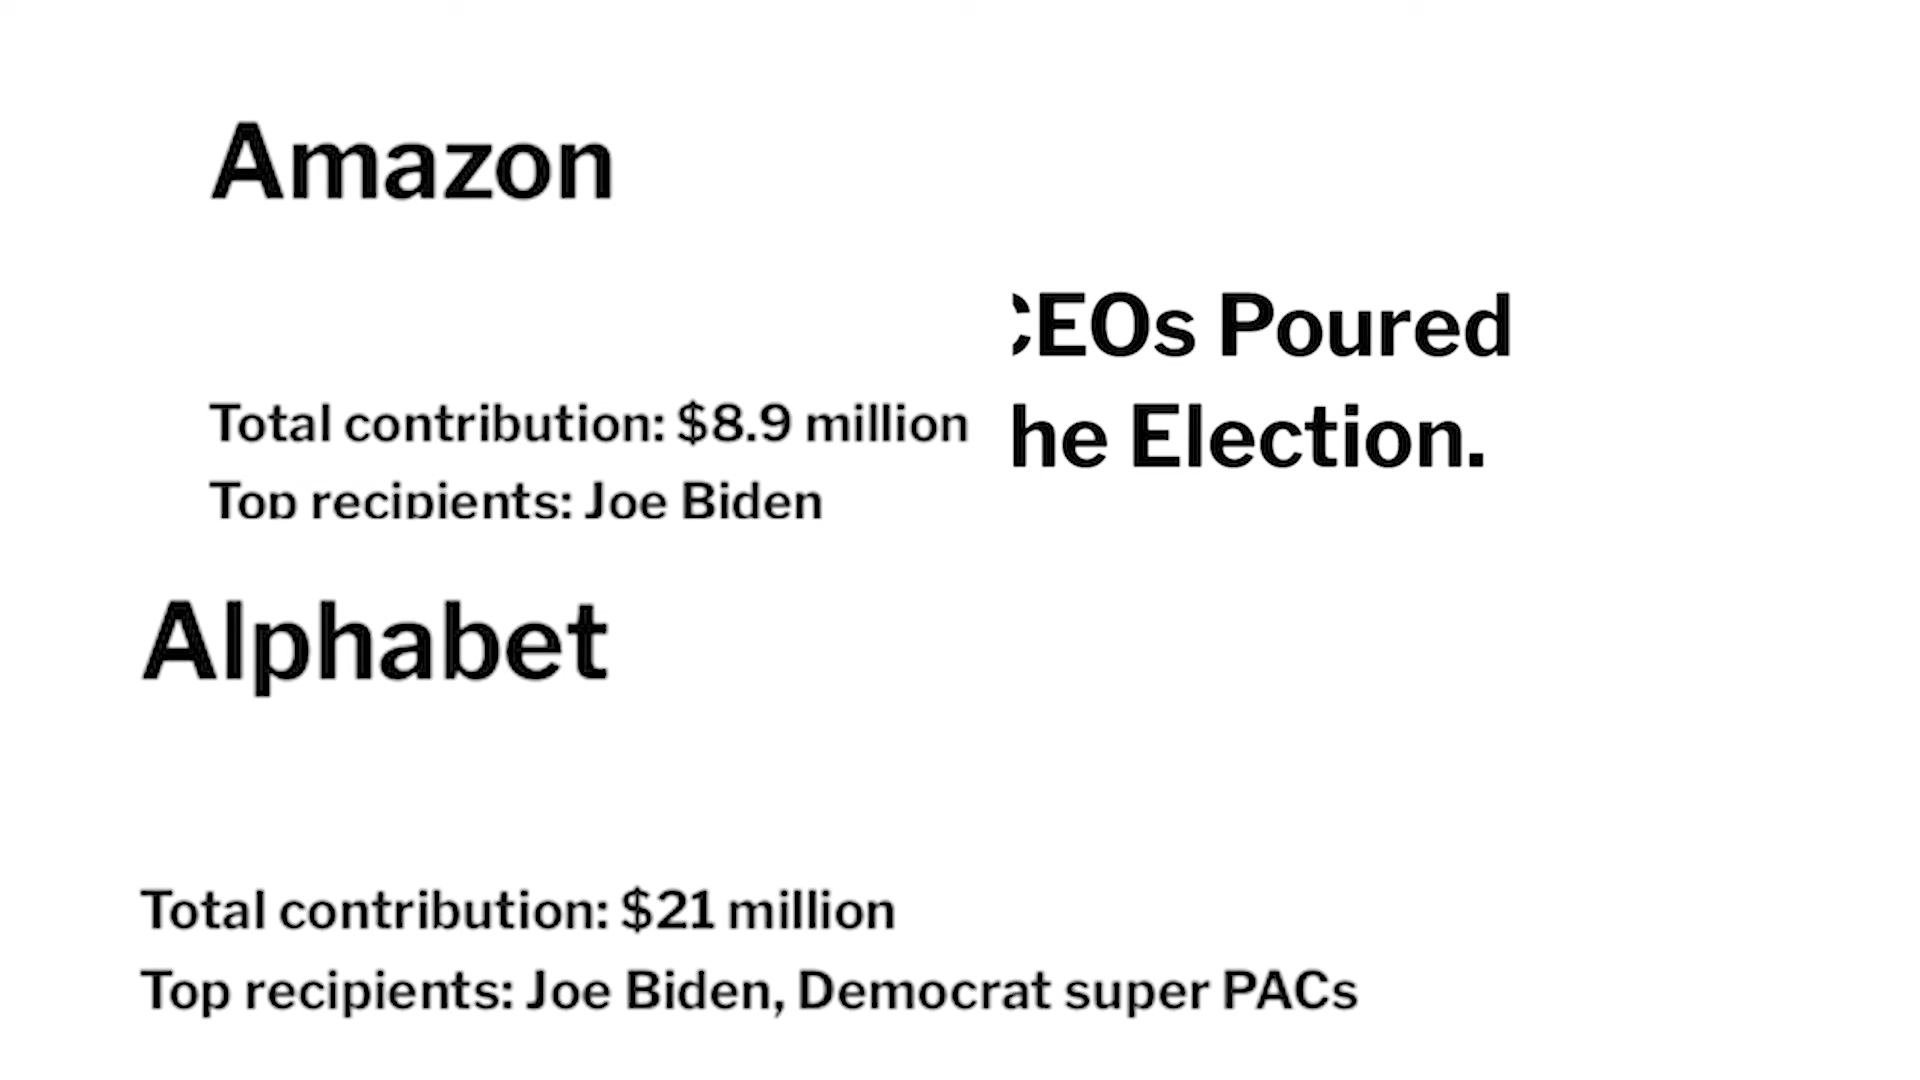 Amazon
Total contribution: $8.9 million
Top recipients: Joe Biden
EOs Poured
he Election.
Alphabet
Total contribution: $21 million
Top recipients: Joe Biden, Democrat super PACs